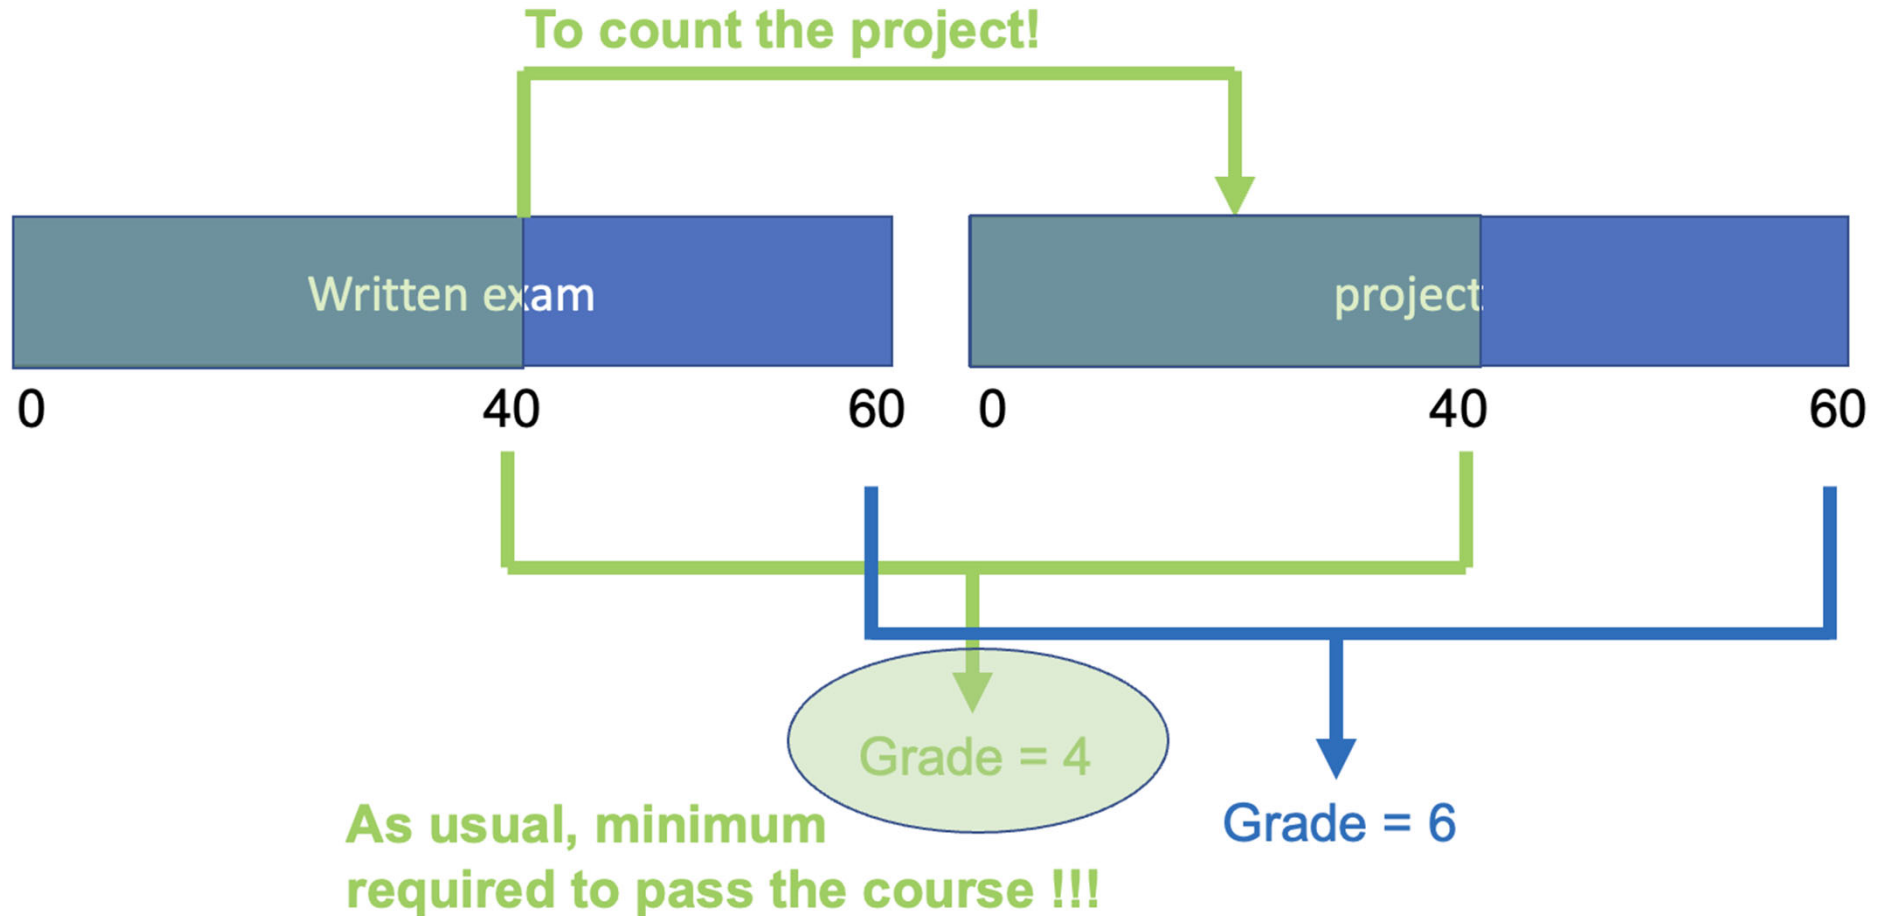 To count the project!
Written exam
project
0
40
60
0
40
60
Grade = 4
Grade = 6
As usual, minimum
required to pass the course !!!